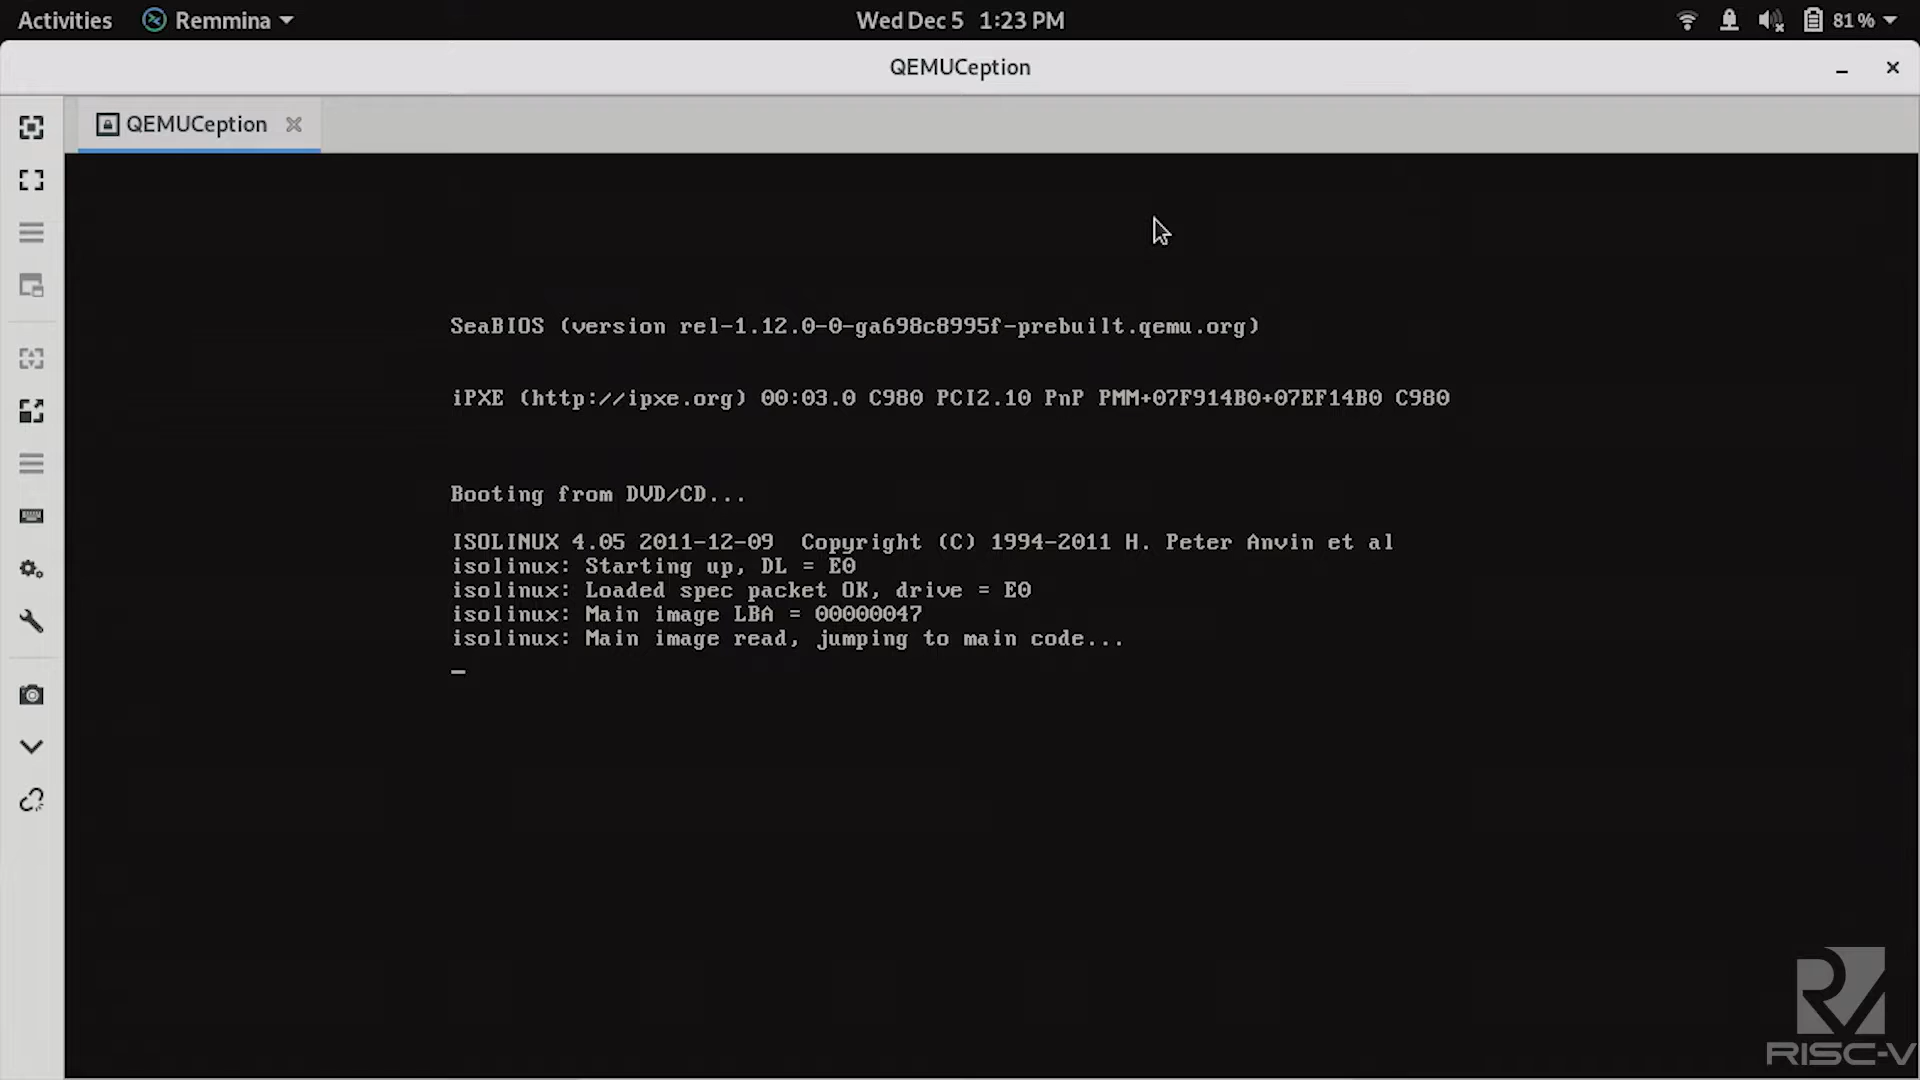 Activities Remmina Wed Dec 5 1:23 PM 81%
QEMUCeption
QEMUCeption
SeaBIOS (version rel-1.12.0-0-ga698c8995f-prebuilt.qemu.org)
iPXE (http://ipxe.org) 00:03.0 C980 PCI2.10 PnP PMM+07F914B0+07EF14B0 C980
Booting from DVD/CD...
ISOLINUX 4.05 2011-12-09 Copyright (C) 1994-2011 H. Peter Anvin et al
isolinux: Starting up, DL = E0
isolinux: Loaded spec packet OK, drive = E0
isolinux: Main image LBA = 00000047
isolinux: Main image read, jumping to main code...
RISC-V